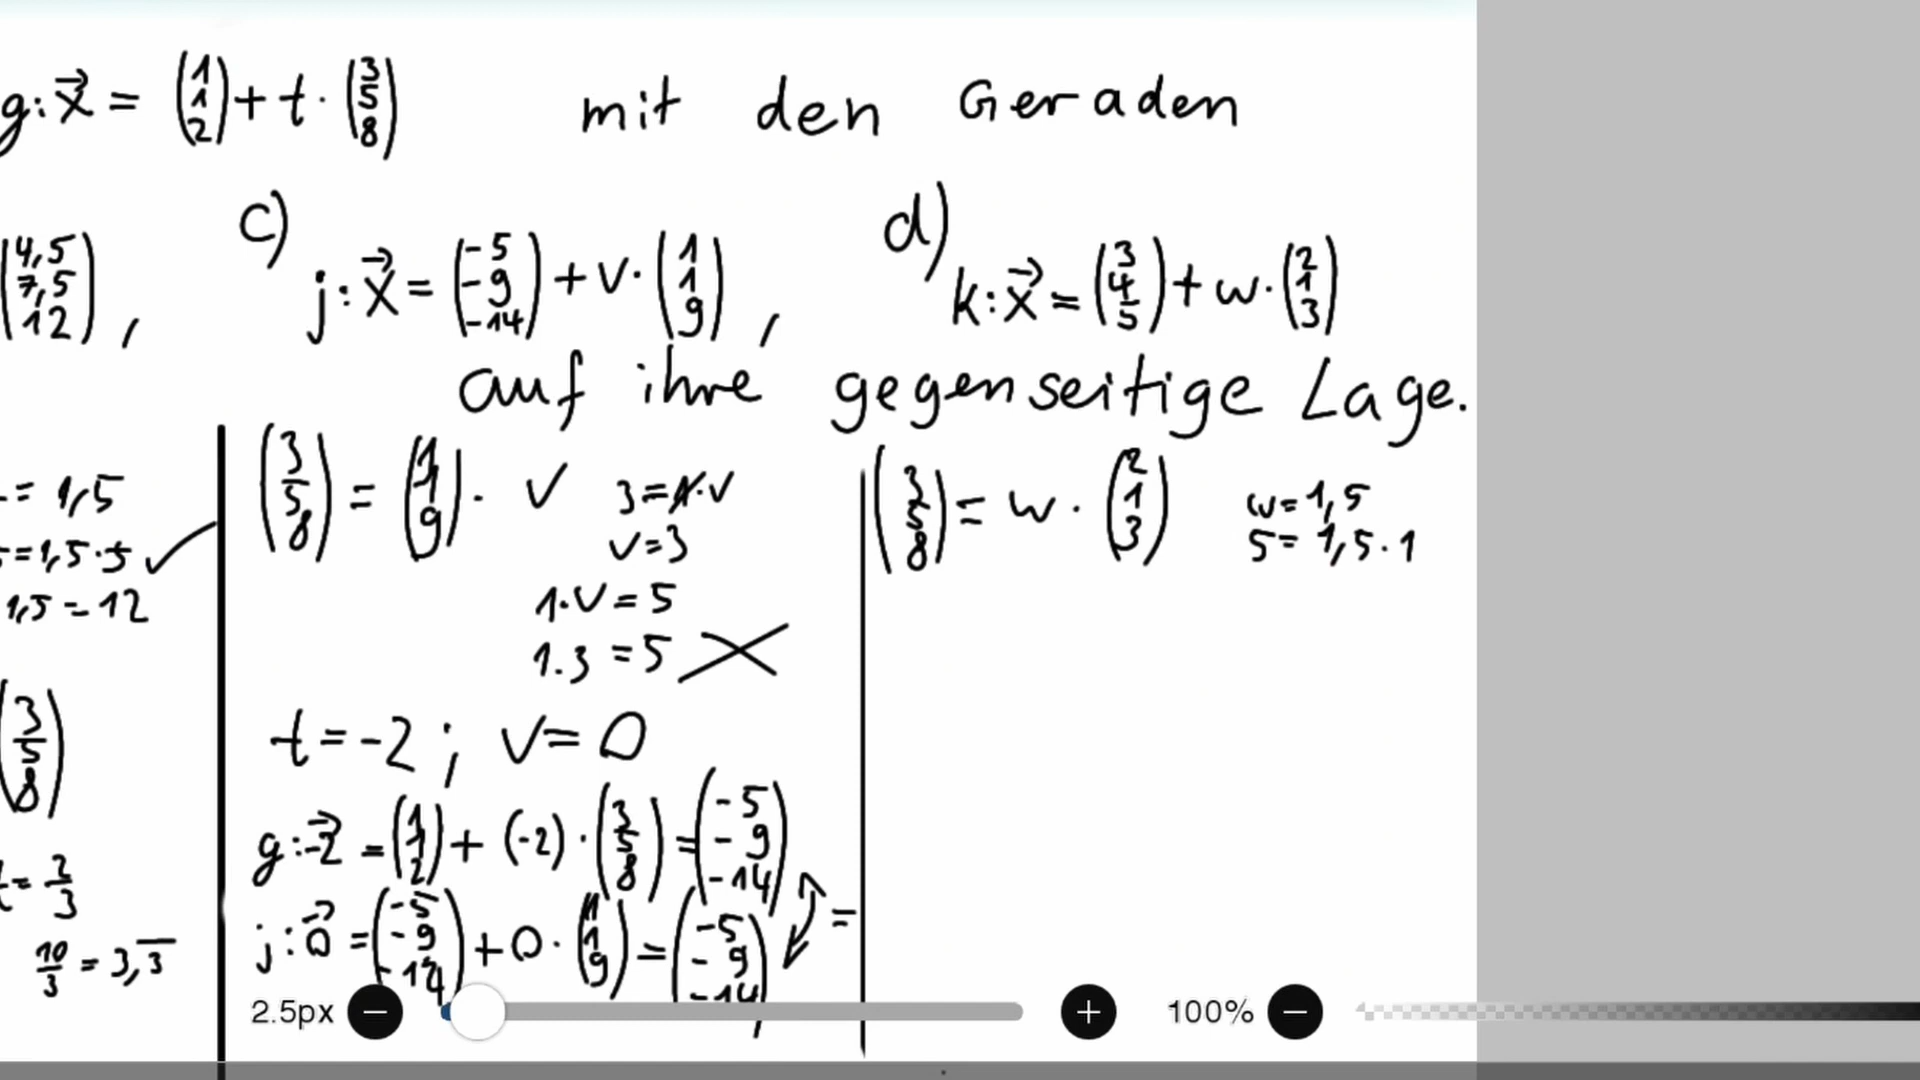 g: x⃗ = (1 1 2) + t · (3 5 8) mit den Geraden
c) d)
(4,5 7,5 12) , j: x⃗ = (-5 -9 -14) + v · (1 1 9) , k: x⃗ = (3 4 5) + w · (2 1 3)
auf ihre gegenseitige Lage.
= 1,5
= 1,5 · 5 ✓
1,5 = 12
(3 5 8)
= 2/3
10/3 = 3,3̅
(3 5 8) = (1 1 9) · v
3 = 1 · v
v = 3
1 · v = 5
1 · 3 = 5
t = -2 ; v = 0
g: -2⃗ = (1 1 2) + (-2) · (3 5 8) = (-5 -9 -14)
j: 0⃗ = (-5 -9 -14) + 0 · (1 1 9) = (-5 -9 -14) =
(3 5 8) = w · (2 1 3)
w = 1,5
5 = 1,5 · 1
2.5px 100%